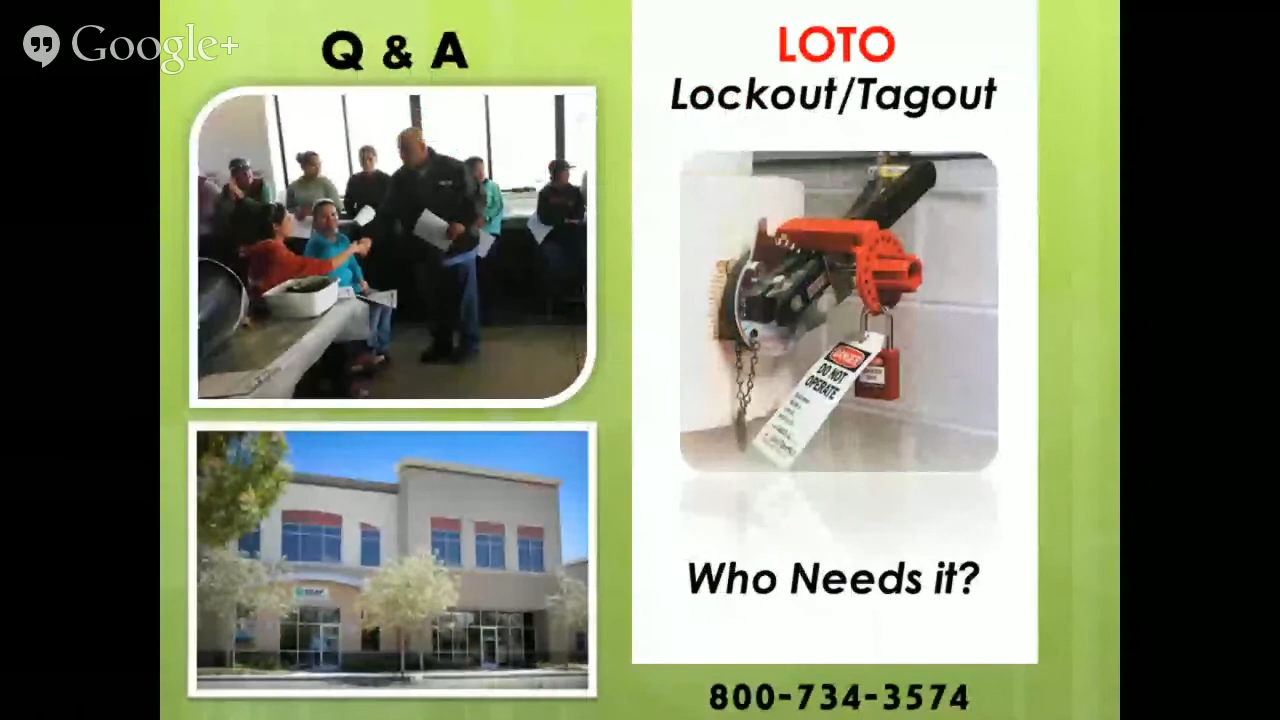 Google+
Q & A
LOTO
Lockout/Tagout
DANGER
DO NOT
OPERATE
Who Needs it?
800-734-3574